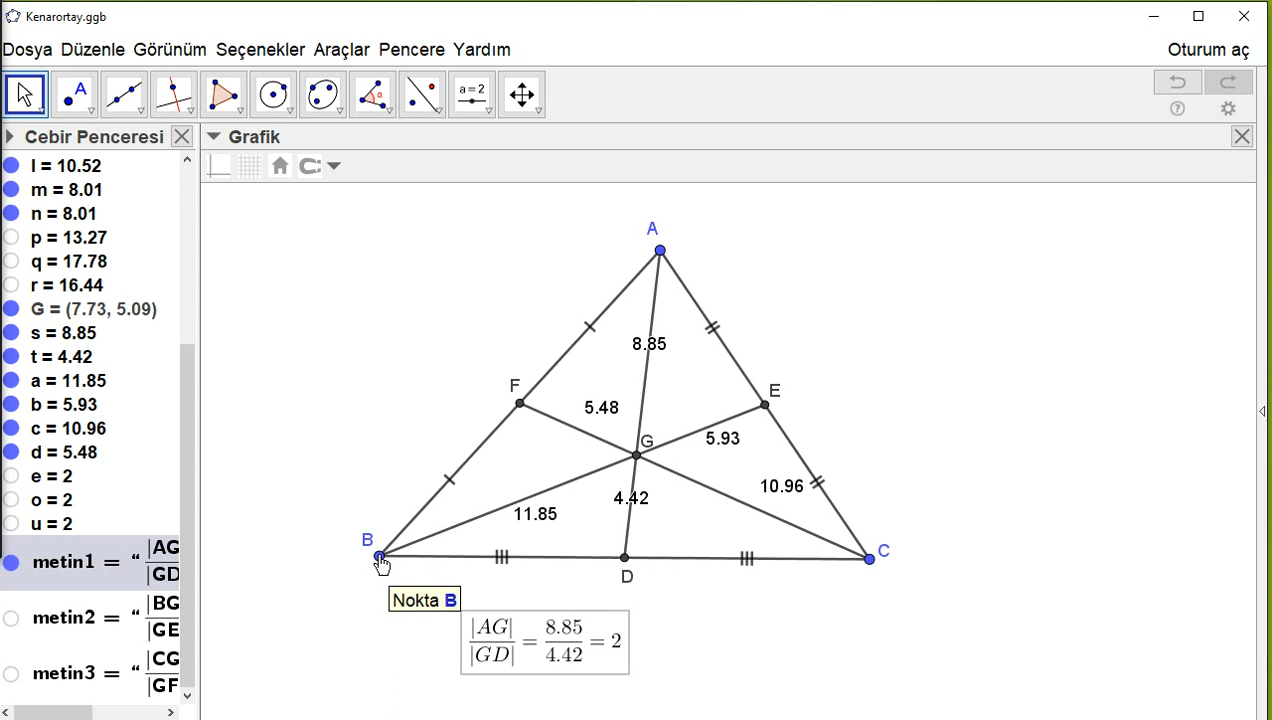 Kenarortay.ggb
Dosya Düzenle Görünüm Seçenekler Araçlar Pencere Yardım
Oturum aç
A
α
a = 2
Cebir Penceresi
Grafik
l = 10.52
m = 8.01
n = 8.01
p = 13.27
q = 17.78
r = 16.44
G = (7.73, 5.09)
s = 8.85
t = 4.42
a = 11.85
b = 5.93
c = 10.96
d = 5.48
e = 2
o = 2
u = 2
metin1 = “ |AG
|GD
metin2 = “ |BG
|GE
metin3 = “ |CG
|GF
A
8.85
F
E
5.48
G
5.93
10.96
4.42
11.85
B
C
D
Nokta B
|AG| / |GD| = 8.85 / 4.42 = 2